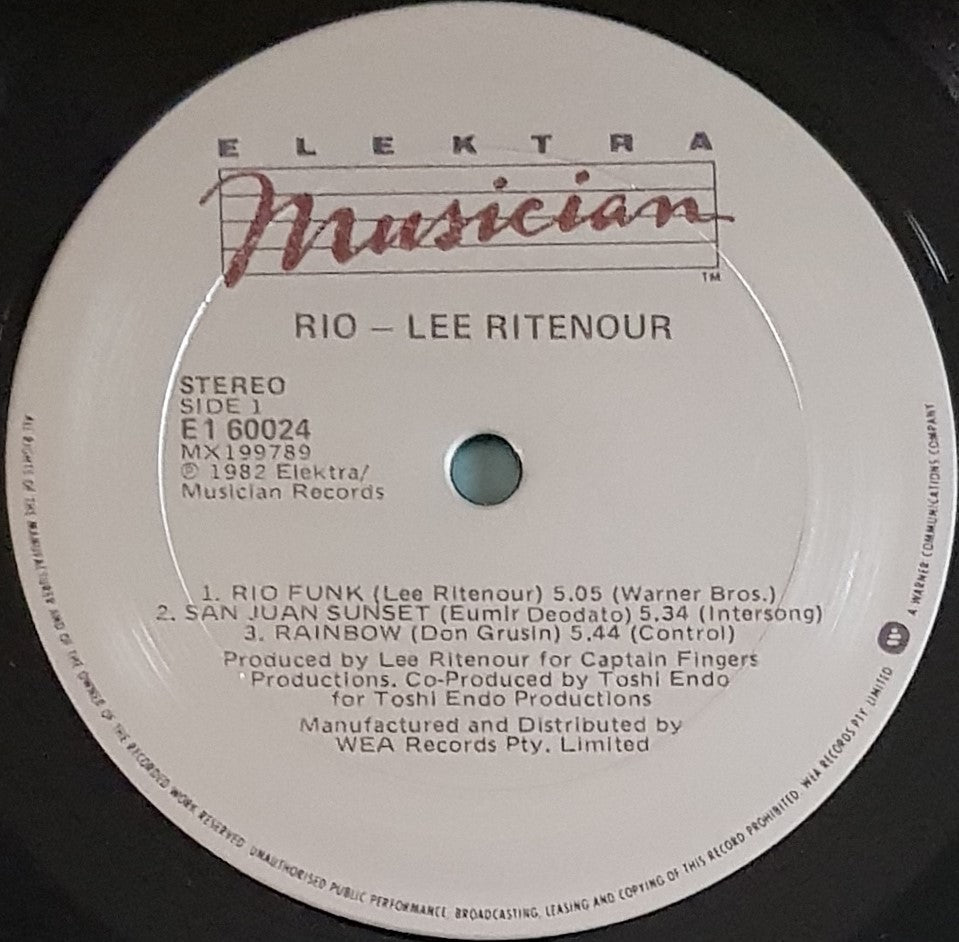 ELEKTRA
Musician
TM
RIO – LEE RITENOUR
STEREO
SIDE 1
E1 60024
MX199789
℗ 1982 Elektra/
Musician Records
1. RIO FUNK (Lee Ritenour) 5.05 (Warner Bros.)
2. SAN JUAN SUNSET (Eumir Deodato) 5.34 (Intersong)
3. RAINBOW (Don Grusin) 5.44 (Control)
Produced by Lee Ritenour for Captain Fingers
Productions. Co-Produced by Toshi Endo
for Toshi Endo Productions
Manufactured and Distributed by
WEA Records Pty. Limited
ALL RIGHTS OF THE MANUFACTURER AND OF THE OWNER OF THE RECORDED WORK RESERVED. UNAUTHORISED PUBLIC PERFORMANCE, BROADCASTING, LEASING AND COPYING OF THIS RECORD PROHIBITED. WEA RECORDS PTY. LIMITED A WARNER COMMUNICATIONS COMPANY